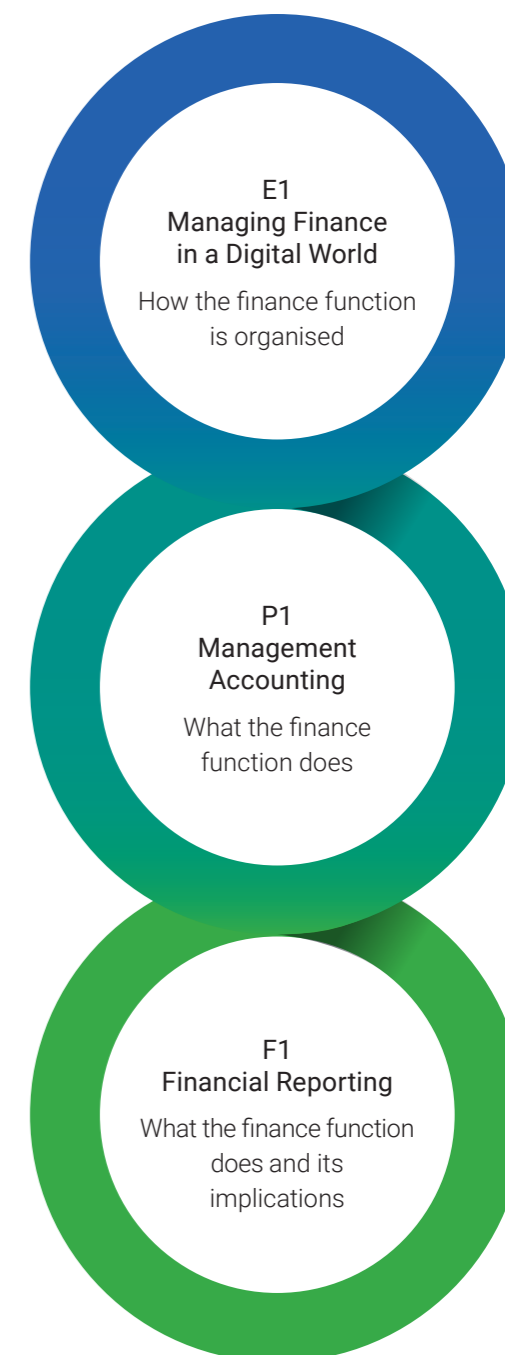 E1
Managing Finance
in a Digital World
How the finance function
is organised
P1
Management
Accounting
What the finance
function does
F1
Financial Reporting
What the finance function
does and its
implications